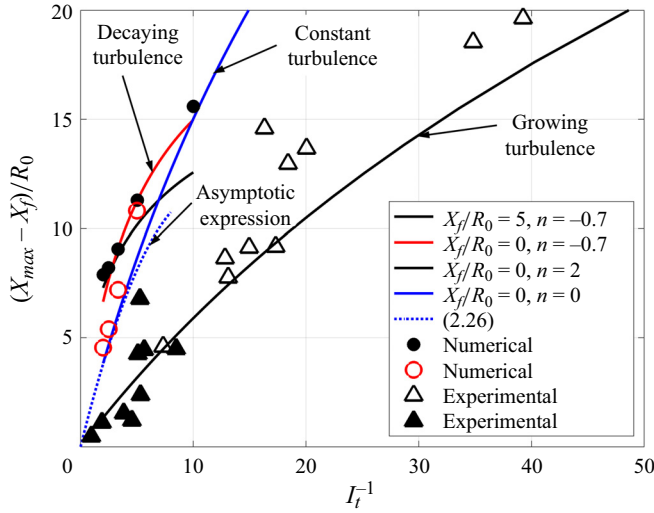 20
15
10
5
0
10
20
30
40
50
(X_max − X_f)/R_0
I_t^−1
Decaying
turbulence
Constant
turbulence
Asymptotic
expression
Growing
turbulence
X_f/R_0 = 5, n = −0.7
X_f/R_0 = 0, n = −0.7
X_f/R_0 = 0, n = 2
X_f/R_0 = 0, n = 0
(2.26)
Numerical
Numerical
Experimental
Experimental